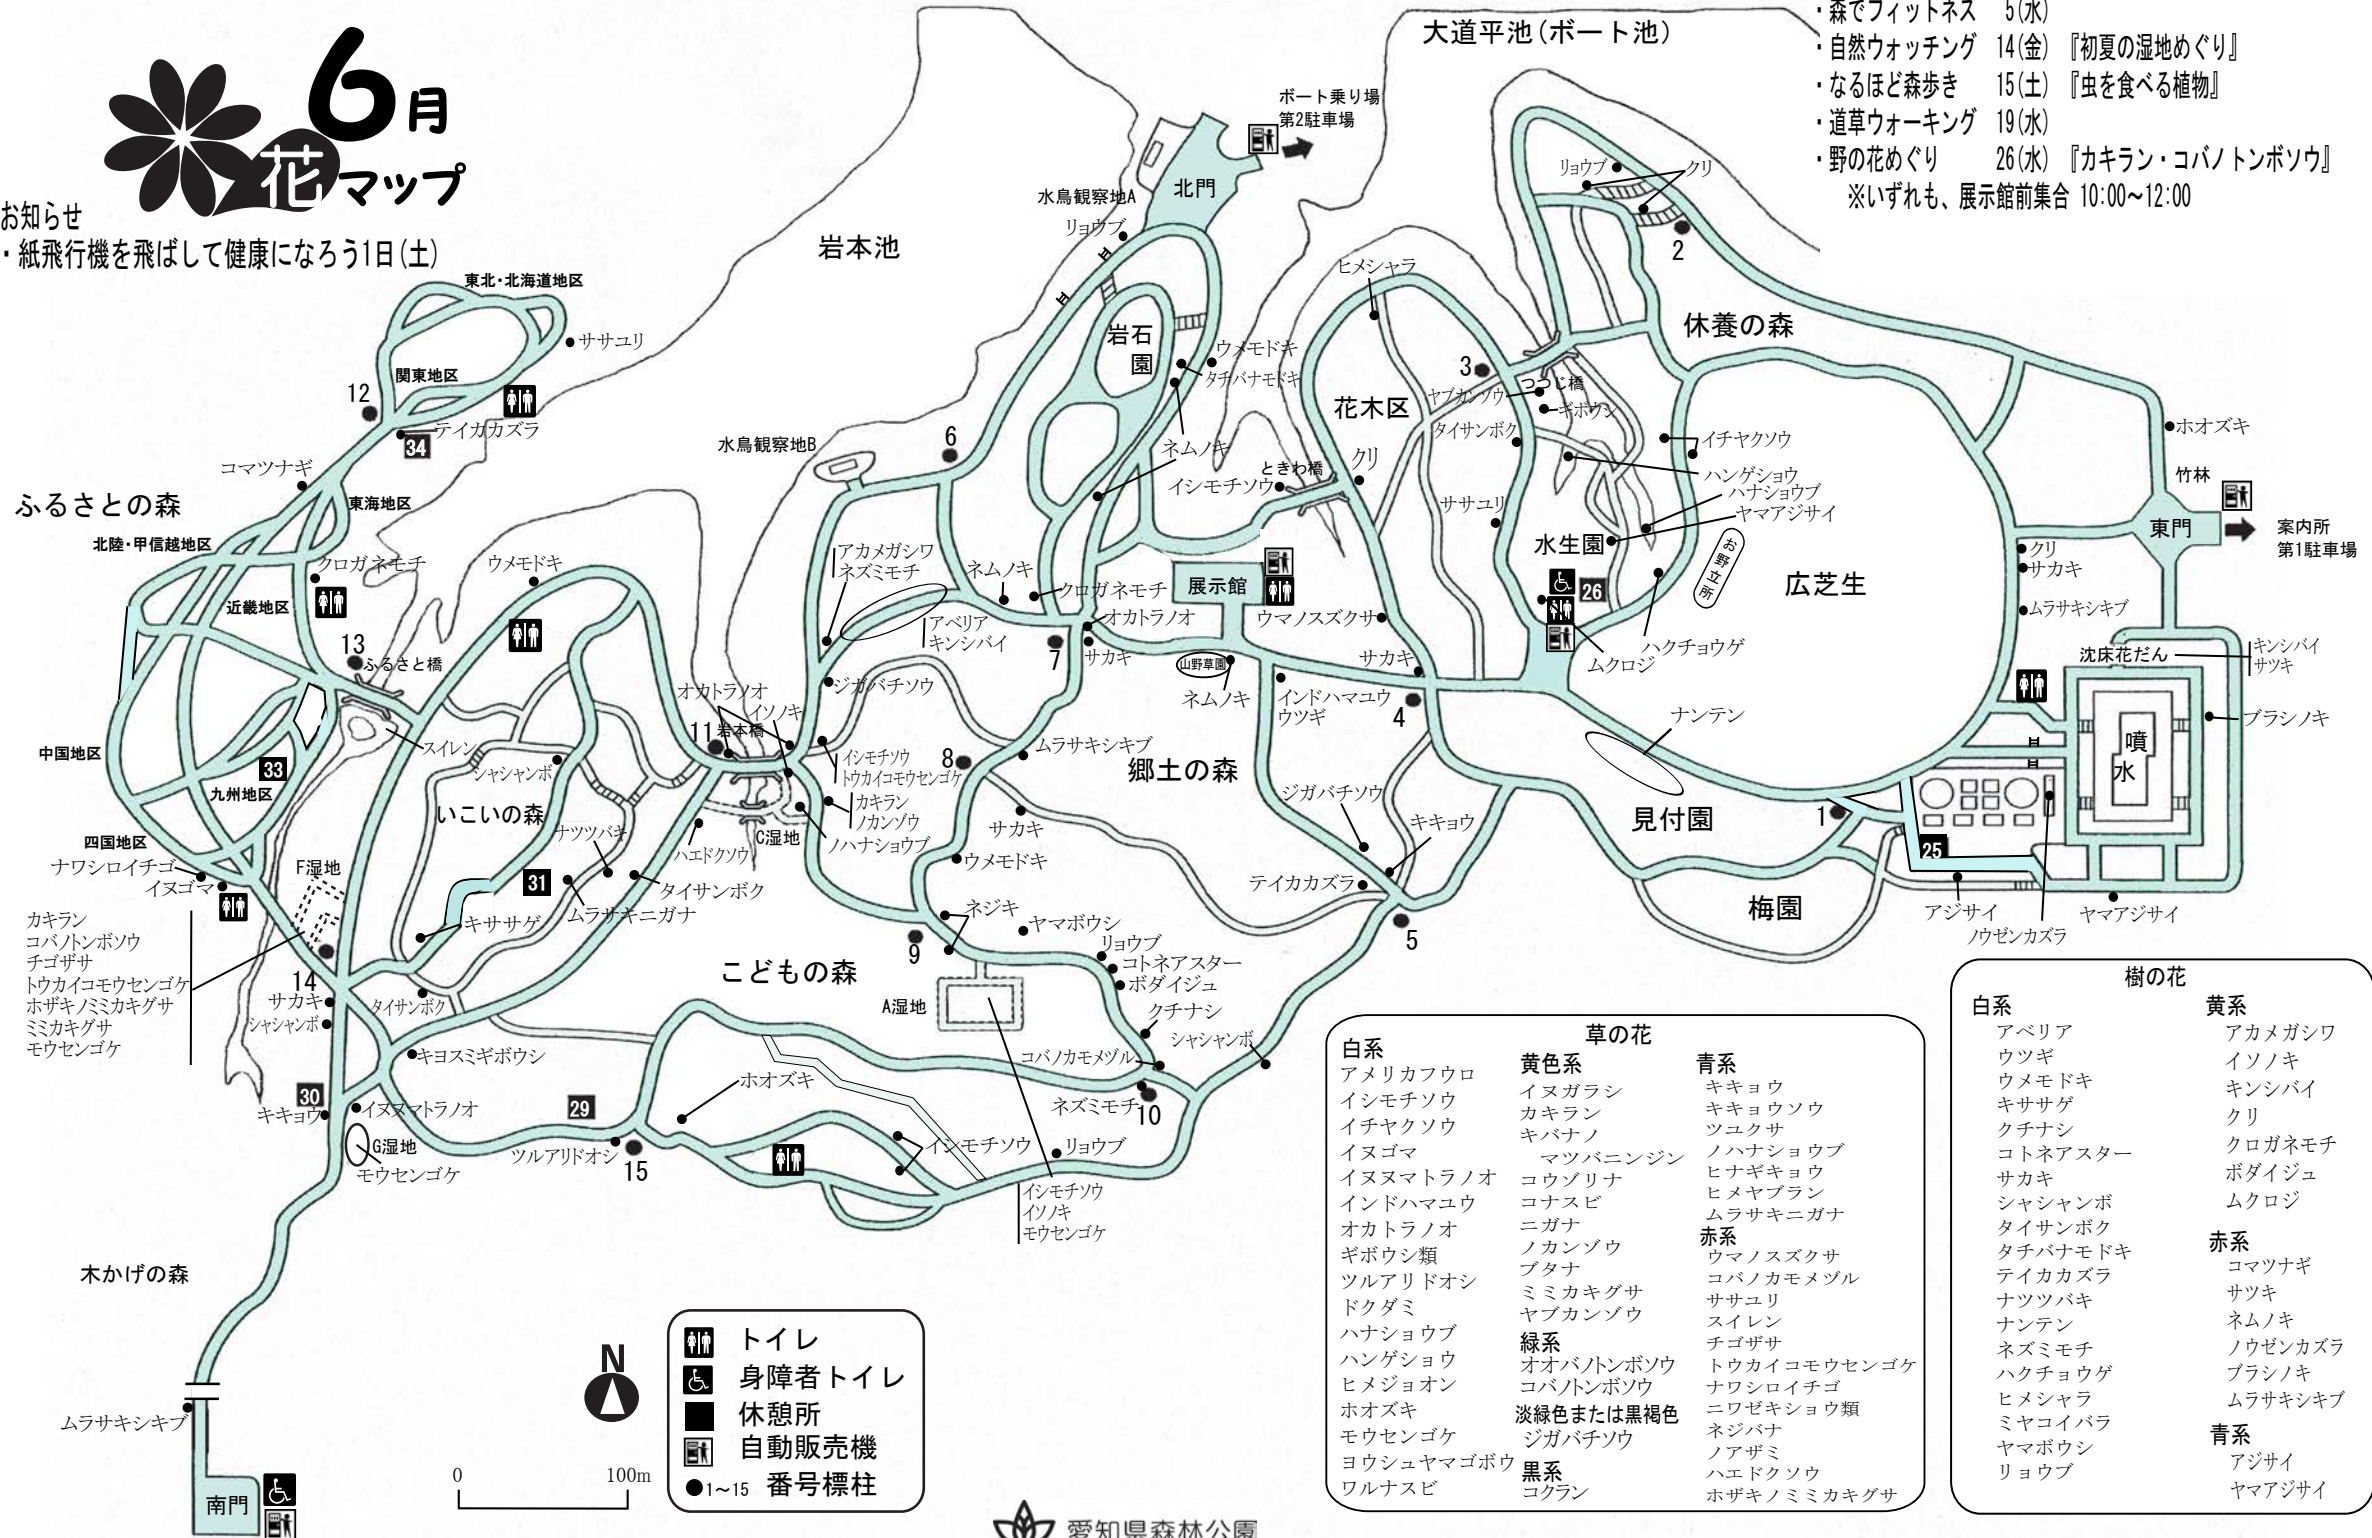 6月
花マップ
お知らせ
・紙飛行機を飛ばして健康になろう1日(土)
・森でフィットネス 5(水)
・自然ウォッチング 14(金) 『初夏の湿地めぐり』
・なるほど森歩き 15(土) 『虫を食べる植物』
・道草ウォーキング 19(水)
・野の花めぐり 26(水) 『カキラン・コバノトンボソウ』
※いずれも、展示館前集合 10:00～12:00
大道平池(ボート池)
ボート乗り場
第2駐車場
北門
水鳥観察地A
リョウブ
岩本池
リョウブ
クリ
2
ヒメシャラ
休養の森
東北・北海道地区
ササユリ
関東地区
12
34
テイカカズラ
コマツナギ
東海地区
ふるさとの森
北陸・甲信越地区
クロガネモチ
近畿地区
13
ふるさと橋
中国地区
33
九州地区
四国地区
ナワシロイチゴ
イヌゴマ
スイレン
岩石
園
ウメモドキ
タチバナモドキ
ネムノキ
水鳥観察地B
6
イシモチソウ
ときわ橋
クリ
花木区
3
ヤブカンゾウ
つつじ橋
ギボウシ
タイサンボク
ササユリ
イチヤクソウ
ハンゲショウ
ハナショウブ
ヤマアジサイ
水生園
お野立所
26
ムクロジ
ハクチョウゲ
広芝生
ホオズキ
竹林
東門
案内所
第1駐車場
クリ
サカキ
ムラサキシキブ
沈床花だん
キンシバイ
サツキ
ブラシノキ
噴
水
ウメモドキ
アカメガシワ
ネズミモチ
ネムノキ
クロガネモチ
アベリア
キンシバイ
7
オカトラノオ
サカキ
展示館
山野草園
ネムノキ
ウマノスズクサ
サカキ
インドハマユウ
ウツギ
4
ナンテン
見付園
1
25
梅園
アジサイ
ノウゼンカズラ
ヤマアジサイ
ジガバチソウ
オカトラノオ
イソノキ
11
岩本橋
イシモチソウ
トウカイコモウセンゴケ
カキラン
ノカンゾウ
ノハナショウブ
C湿地
ハエドクソウ
8
ムラサキシキブ
郷土の森
サカキ
ウメモドキ
ジガバチソウ
キキョウ
テイカカズラ
5
シャシャンボ
いこいの森
ナツツバキ
31
ムラサキニガナ
タイサンボク
キササゲ
F湿地
カキラン
コバノトンボソウ
チゴザサ
トウカイコモウセンゴケ
ホザキノミミカキグサ
ミミカキグサ
モウセンゴケ
14
サカキ
シャシャンボ
タイサンボク
キヨスミギボウシ
こどもの森
9
ネジキ
ヤマボウシ
リョウブ
コトネアスター
ボダイジュ
クチナシ
シャシャンボ
A湿地
コバノカモメヅル
ネズミモチ
10
30
キキョウ
イヌヌマトラノオ
G湿地
モウセンゴケ
29
ツルアリドオシ
15
ホオズキ
イシモチソウ
リョウブ
イシモチソウ
イソノキ
モウセンゴケ
木かげの森
ムラサキシキブ
南門
N
0 100m
トイレ
身障者トイレ
休憩所
自動販売機
1～15 番号標柱
愛知県森林公園
草の花
白系
アメリカフウロ
イシモチソウ
イチヤクソウ
イヌゴマ
イヌヌマトラノオ
インドハマユウ
オカトラノオ
ギボウシ類
ツルアリドオシ
ドクダミ
ハナショウブ
ハンゲショウ
ヒメジョオン
ホオズキ
モウセンゴケ
ヨウシュヤマゴボウ
ワルナスビ
黄色系
イヌガラシ
カキラン
キバナノ
マツバニンジン
コウゾリナ
コナスビ
ニガナ
ノカンゾウ
ブタナ
ミミカキグサ
ヤブカンゾウ
緑系
オオバノトンボソウ
コバノトンボソウ
淡緑色または黒褐色
ジガバチソウ
黒系
コクラン
青系
キキョウ
キキョウソウ
ツユクサ
ノハナショウブ
ヒナギキョウ
ヒメヤブラン
ムラサキニガナ
赤系
ウマノスズクサ
コバノカモメヅル
ササユリ
スイレン
チゴザサ
トウカイコモウセンゴケ
ナワシロイチゴ
ニワゼキショウ類
ネジバナ
ノアザミ
ハエドクソウ
ホザキノミミカキグサ
樹の花
白系
アベリア
ウツギ
ウメモドキ
キササゲ
クチナシ
コトネアスター
サカキ
シャシャンボ
タイサンボク
タチバナモドキ
テイカカズラ
ナツツバキ
ナンテン
ネズミモチ
ハクチョウゲ
ヒメシャラ
ミヤコイバラ
ヤマボウシ
リョウブ
黄系
アカメガシワ
イソノキ
キンシバイ
クリ
クロガネモチ
ボダイジュ
ムクロジ
赤系
コマツナギ
サツキ
ネムノキ
ノウゼンカズラ
ブラシノキ
ムラサキシキブ
青系
アジサイ
ヤマアジサイ